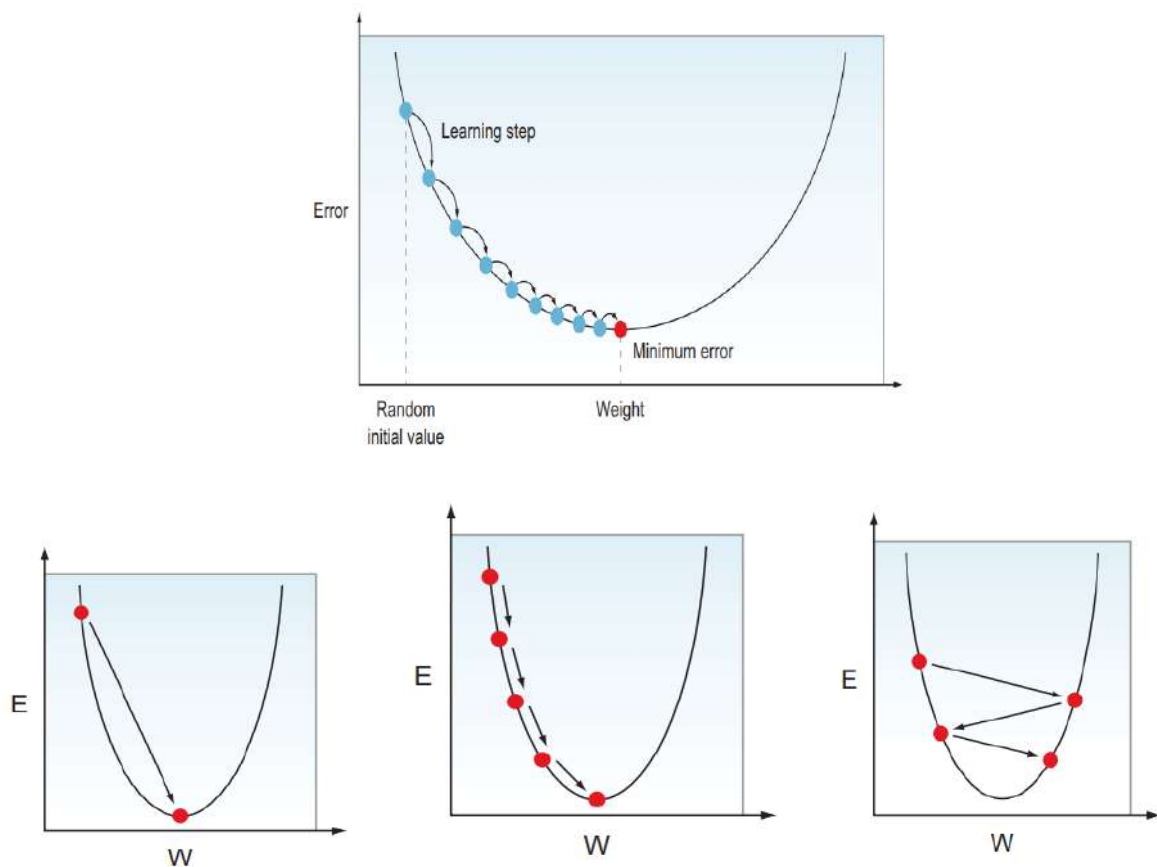 Learning step
Error
Minimum error
Random
initial value
Weight
E
W
E
W
E
W